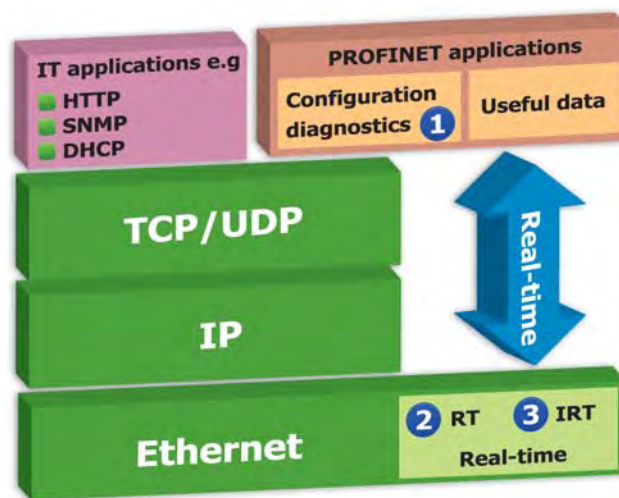 IT applications e.g
HTTP
SNMP
DHCP
PROFINET applications
Configuration
diagnostics 1
Useful data
TCP/UDP
IP
Real-time
Ethernet
2 RT 3 IRT
Real-time